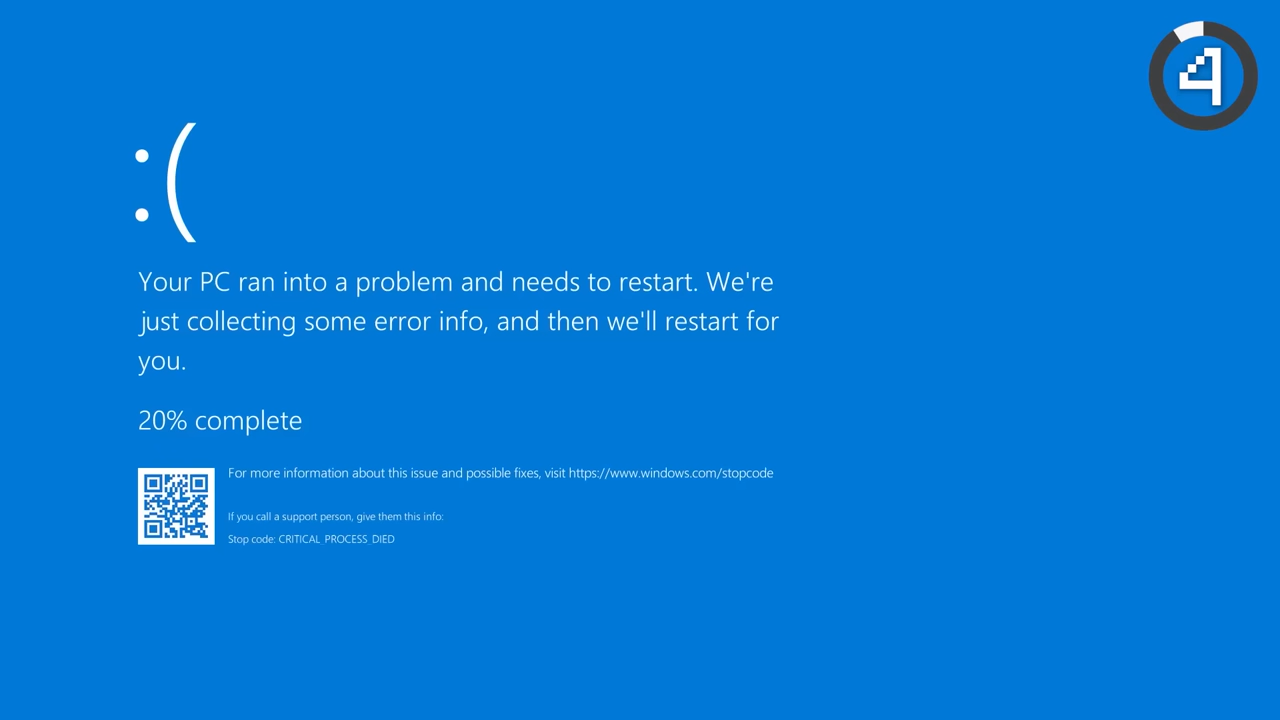 4
:(
Your PC ran into a problem and needs to restart. We're
just collecting some error info, and then we'll restart for
you.
20% complete
For more information about this issue and possible fixes, visit https://www.windows.com/stopcode
If you call a support person, give them this info:
Stop code: CRITICAL_PROCESS_DIED